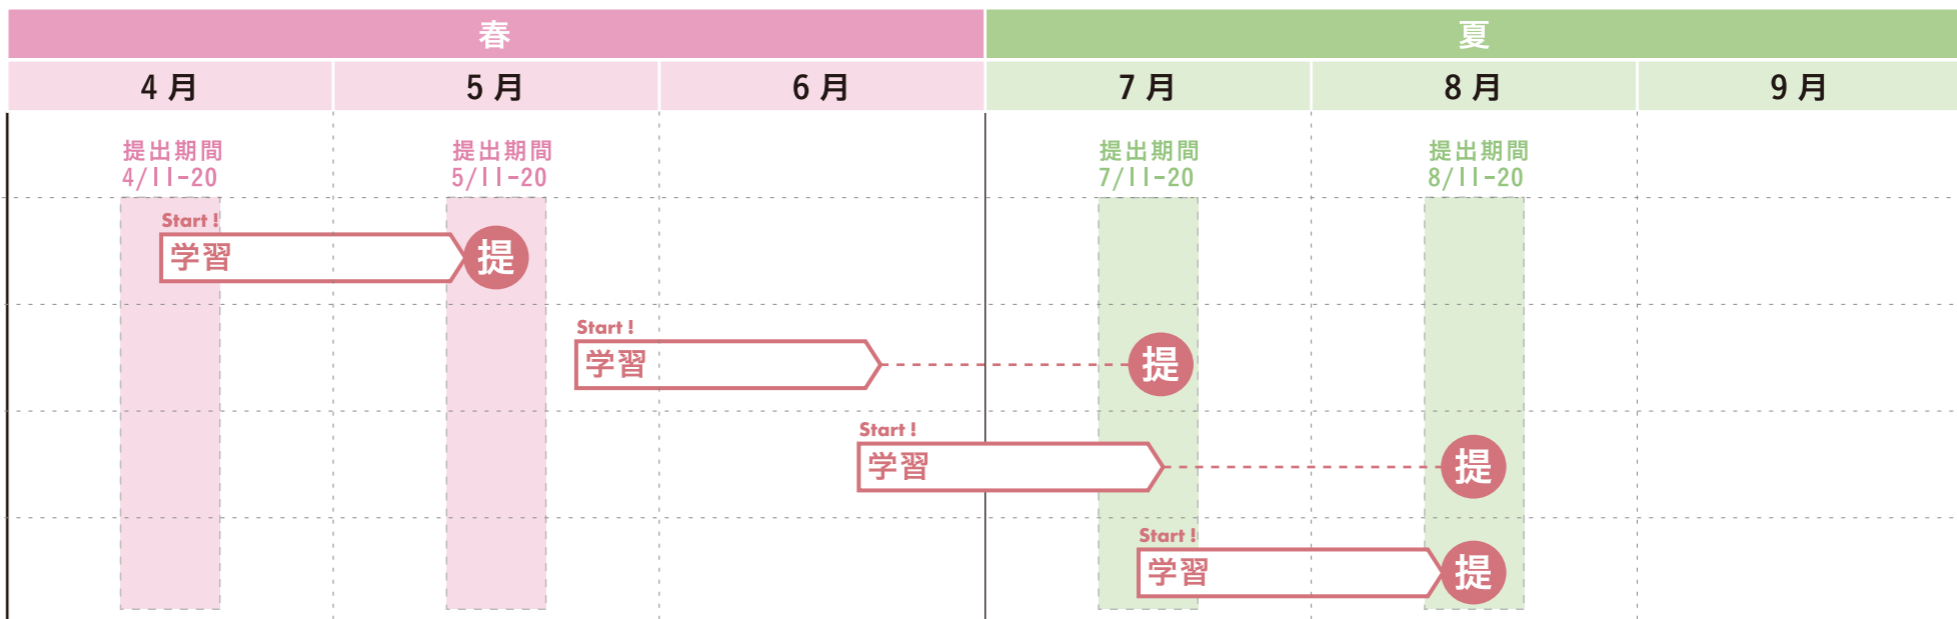 春
夏
4月
5月
6月
7月
8月
9月
提出期間
4/11-20
提出期間
5/11-20
提出期間
7/11-20
提出期間
8/11-20
Start!
学習
提
Start!
学習
提
Start!
学習
提
Start!
学習
提